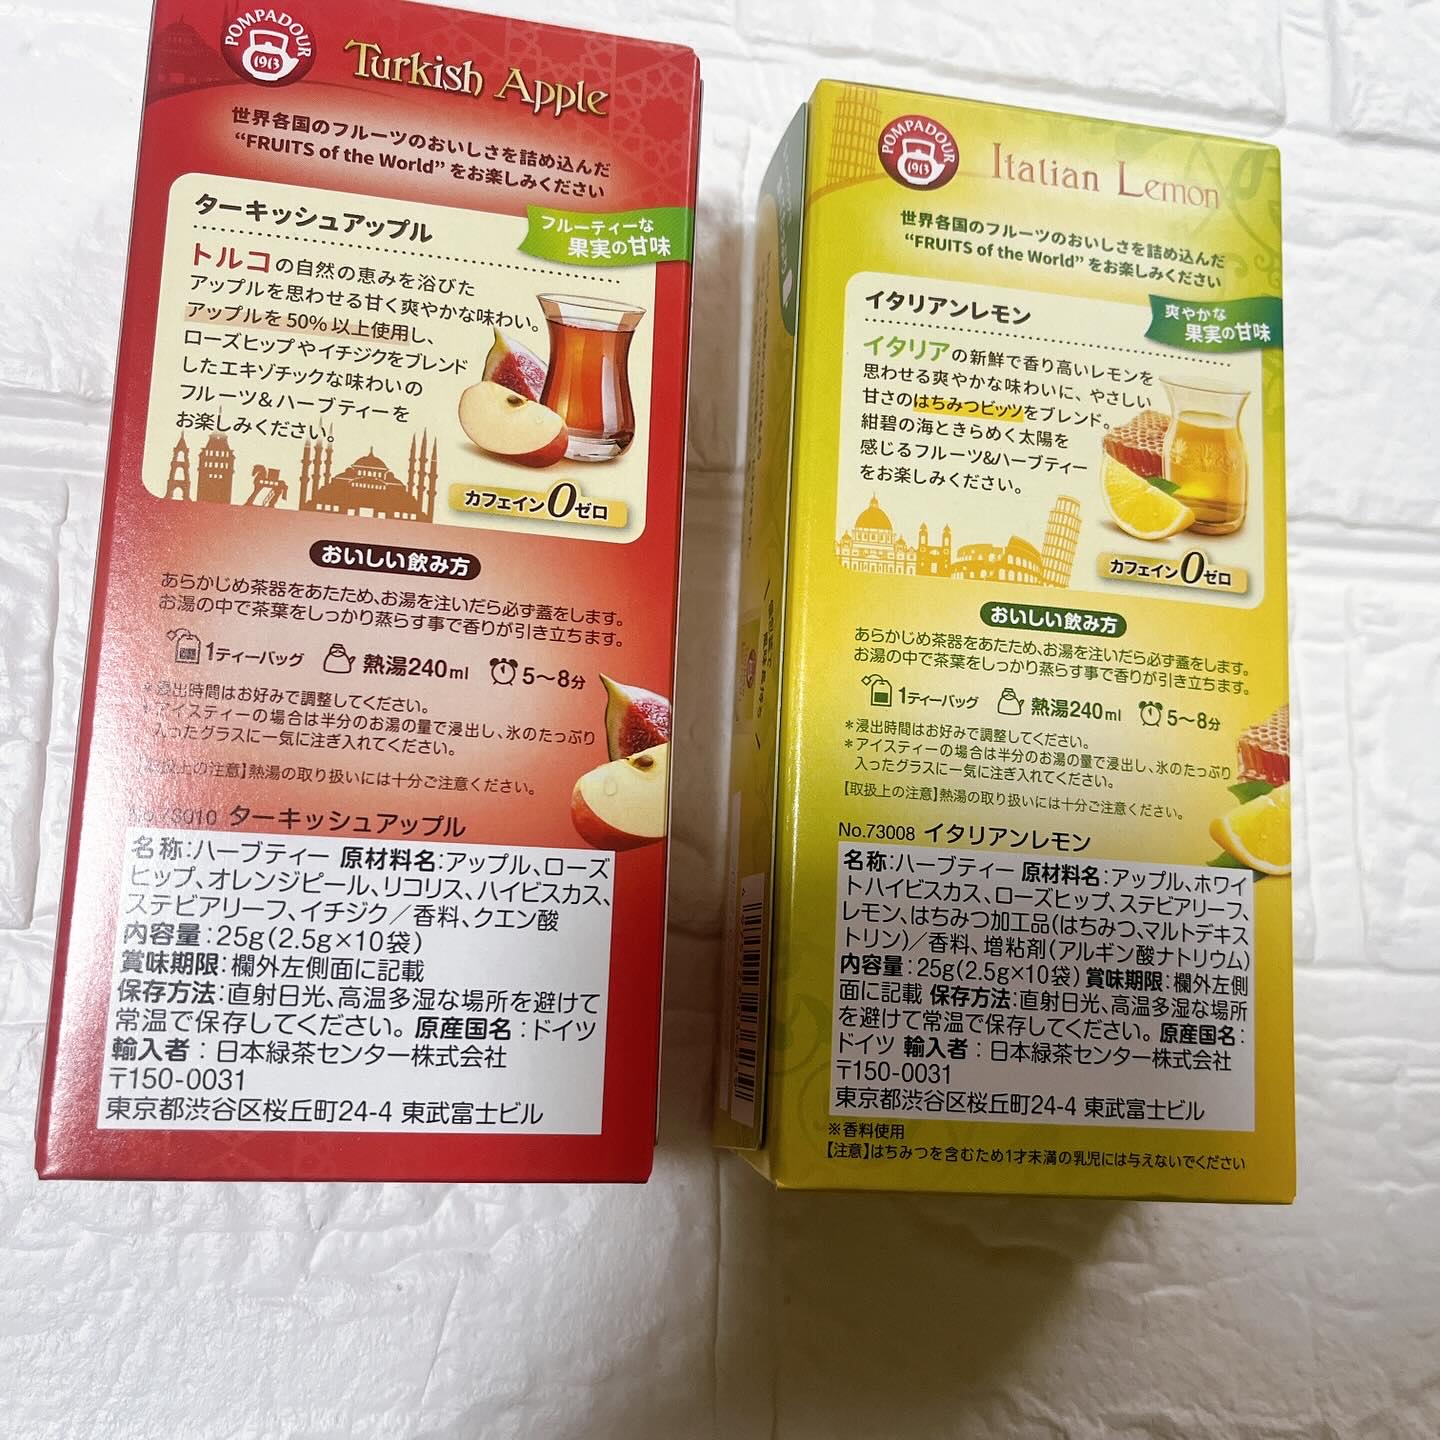 POMPADOUR
1913
Turkish Apple
世界各国のフルーツのおいしさを詰め込んだ
“FRUITS of the World” をお楽しみください
ターキッシュアップル
フルーティーな
果実の甘味
トルコの自然の恵みを浴びた
アップルを思わせる甘く爽やかな味わい。
アップルを50%以上使用し、
ローズヒップやイチジクをブレンド
したエキゾチックな味わいの
フルーツ&ハーブティーを
お楽しみください。
カフェイン0ゼロ
おいしい飲み方
あらかじめ茶器をあたため、お湯を注いだら必ず蓋をします。
お湯の中で茶葉をしっかり蒸らす事で香りが引き立ちます。
1ティーバッグ 熱湯240ml 5〜8分
*浸出時間はお好みで調整してください。
*アイスティーの場合は半分のお湯の量で浸出し、氷のたっぷり
入ったグラスに一気に注ぎ入れてください。
【取扱上の注意】熱湯の取り扱いには十分ご注意ください。
No.73010 ターキッシュアップル
名称:ハーブティー 原材料名:アップル、ローズ
ヒップ、オレンジピール、リコリス、ハイビスカス、
ステビアリーフ、イチジク/香料、クエン酸
内容量:25g(2.5g×10袋)
賞味期限:欄外左側面に記載
保存方法:直射日光、高温多湿な場所を避けて
常温で保存してください。 原産国名:ドイツ
輸入者:日本緑茶センター株式会社
〒150-0031
東京都渋谷区桜丘町24-4 東武富士ビル
POMPADOUR
1913
Italian Lemon
世界各国のフルーツのおいしさを詰め込んだ
“FRUITS of the World” をお楽しみください
イタリアンレモン
爽やかな
果実の甘味
イタリアの新鮮で香り高いレモンを
思わせる爽やかな味わいに、やさしい
甘さのはちみつビッツをブレンド。
紺碧の海ときらめく太陽を
感じるフルーツ&ハーブティー
をお楽しみください。
カフェイン0ゼロ
おいしい飲み方
あらかじめ茶器をあたため、お湯を注いだら必ず蓋をします。
お湯の中で茶葉をしっかり蒸らす事で香りが引き立ちます。
1ティーバッグ 熱湯240ml 5〜8分
*浸出時間はお好みで調整してください。
*アイスティーの場合は半分のお湯の量で浸出し、氷のたっぷり
入ったグラスに一気に注ぎ入れてください。
【取扱上の注意】熱湯の取り扱いには十分ご注意ください。
No.73008 イタリアンレモン
名称:ハーブティー 原材料名:アップル、ホワイ
トハイビスカス、ローズヒップ、ステビアリーフ、
レモン、はちみつ加工品(はちみつ、マルトデキス
トリン)/香料、増粘剤(アルギン酸ナトリウム)
内容量:25g(2.5g×10袋) 賞味期限:欄外左側
面に記載 保存方法:直射日光、高温多湿な場所
を避けて常温で保存してください。 原産国名:
ドイツ 輸入者:日本緑茶センター株式会社
〒150-0031
東京都渋谷区桜丘町24-4 東武富士ビル
※香料使用
【注意】はちみつを含むため1才未満の乳児には与えないでください